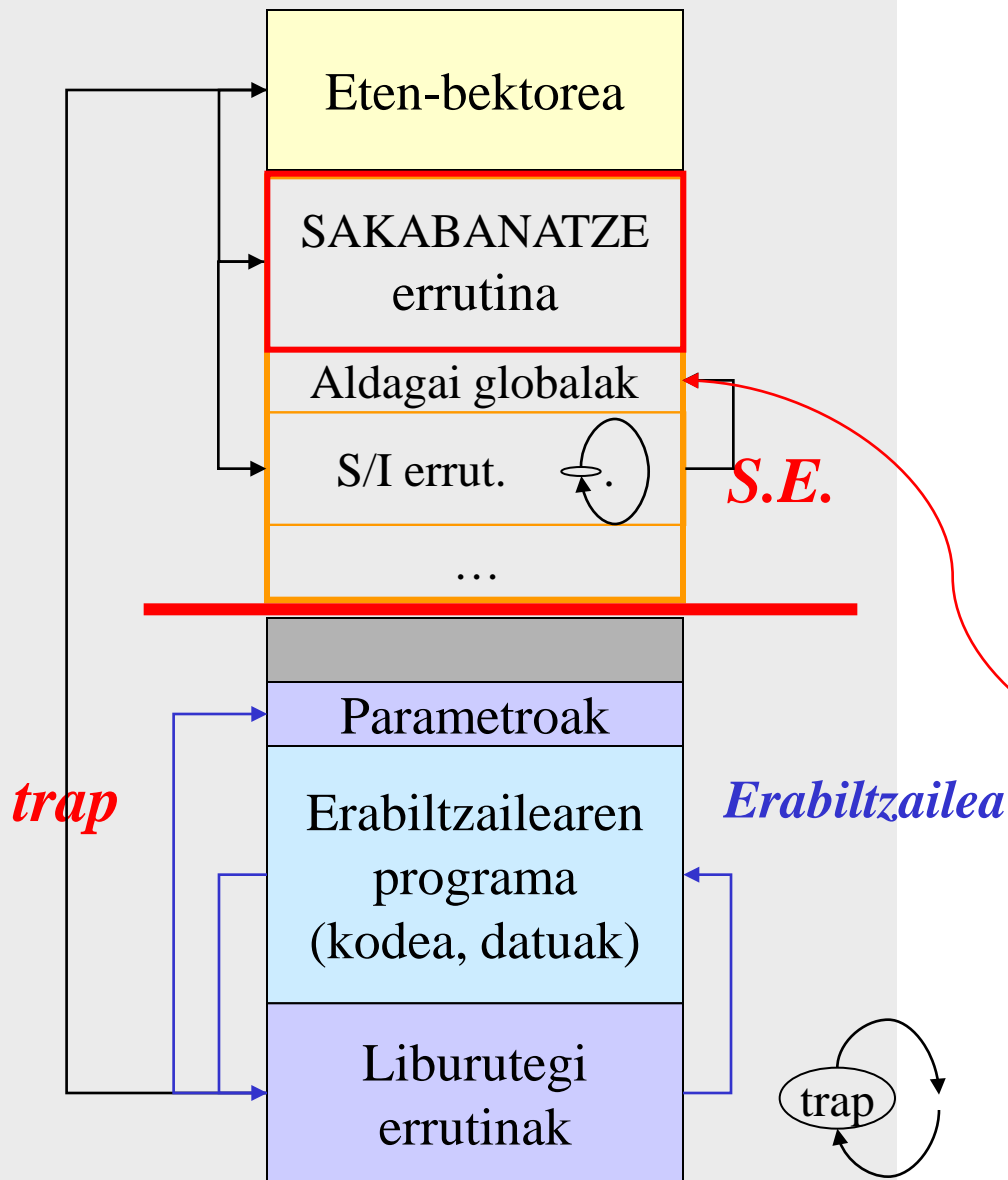 Eten-bektorea
SAKABANATZE
errutina
Aldagai globalak
S/I errut.
.
S.E.
…
Parametroak
trap
Erabiltzailearen
programa
(kodea, datuak)
Erabiltzailea
Liburutegi
errutinak
trap